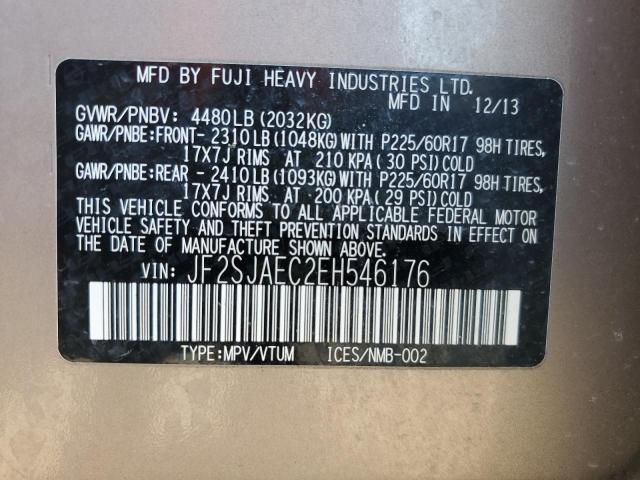 MFD BY FUJI HEAVY INDUSTRIES LTD.
MFD IN 12/13
GVWR/PNBV: 4480LB (2032KG)
GAWR/PNBE:FRONT- 2310LB (1048KG) WITH P225/60R17 98H TIRES,
17X7J RIMS AT 210 KPA ( 30 PSI) COLD
GAWR/PNBE:REAR - 2410LB (1093KG) WITH P225/60R17 98H TIRES,
17X7J RIMS AT 200 KPA ( 29 PSI) COLD
THIS VEHICLE CONFORMS TO ALL APPLICABLE FEDERAL MOTOR
VEHICLE SAFETY AND THEFT PREVENTION STANDARDS IN EFFECT ON
THE DATE OF MANUFACTURE SHOWN ABOVE.
VIN: JF2SJAEC2EH546176
TYPE:MPV/VTUM ICES/NMB-002